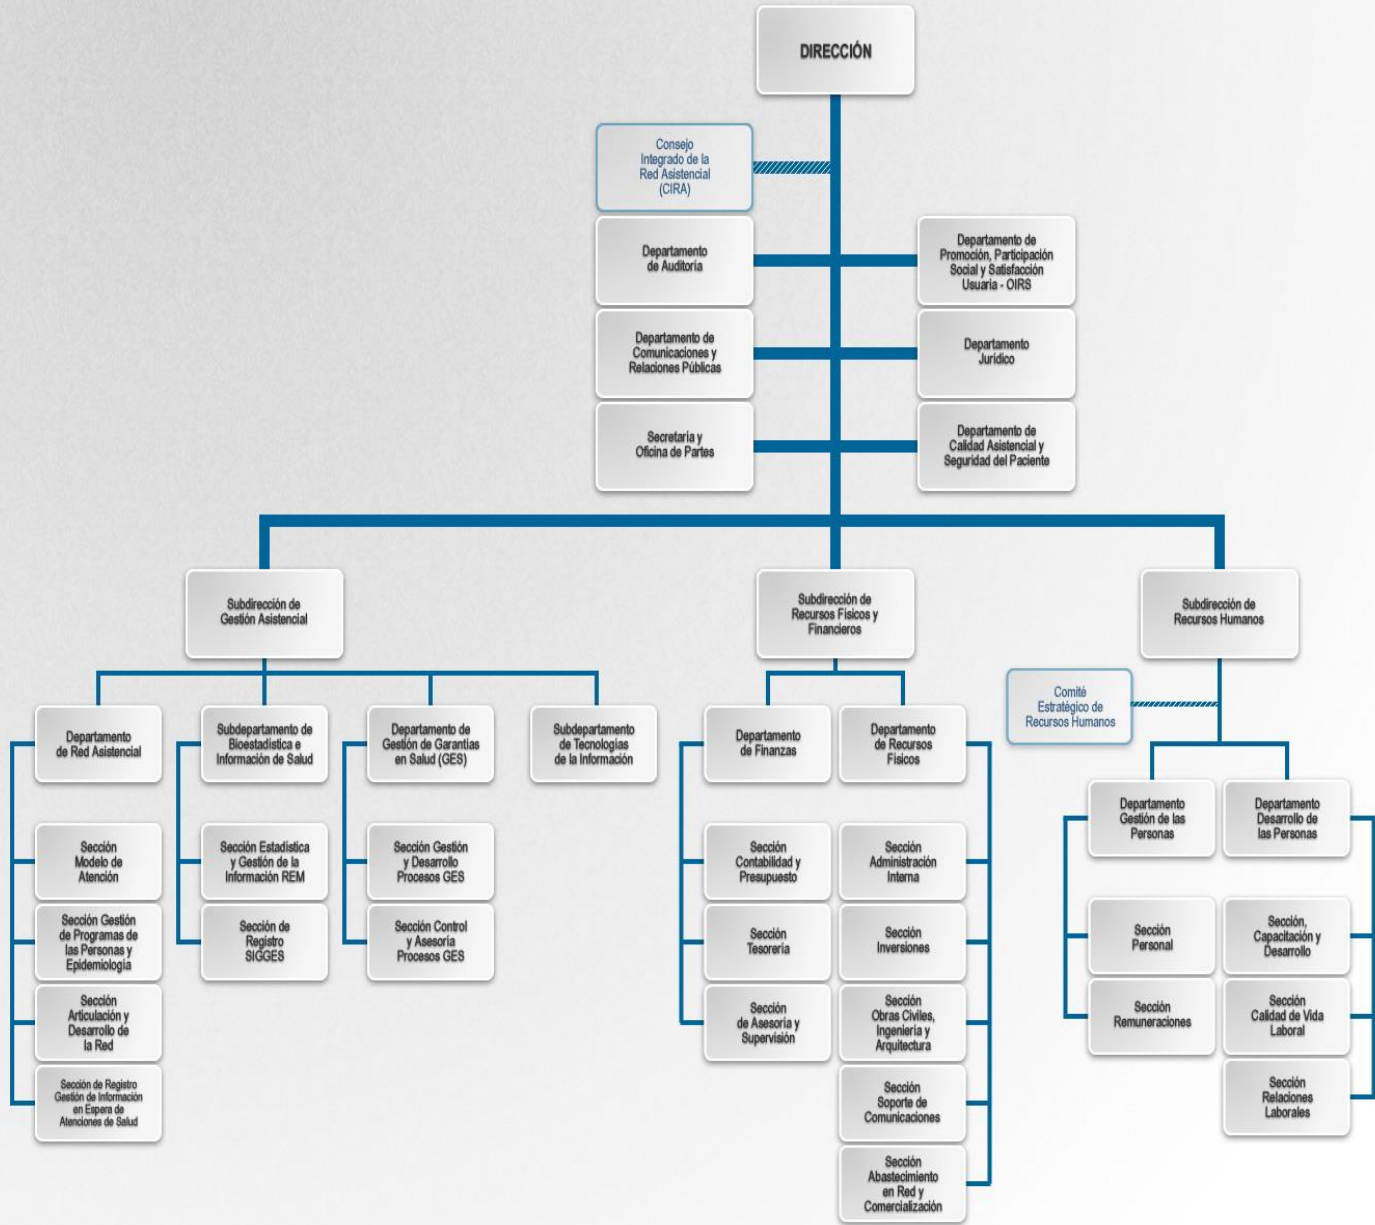 DIRECCIÓN
Consejo
Integrado de la
Red Asistencial
(CIRA)
Departamento
de Auditoría
Departamento de
Promoción, Participación
Social y Satisfacción
Usuaria - OIRS
Departamento de
Comunicaciones y
Relaciones Públicas
Departamento
Jurídico
Secretaria y
Oficina de Partes
Departamento de
Calidad Asistencial y
Seguridad del Paciente
Subdirección de
Gestión Asistencial
Subdirección de
Recursos Físicos y
Financieros
Subdirección de
Recursos Humanos
Comité
Estratégico de
Recursos Humanos
Departamento
de Red Asistencial
Subdepartamento de
Bioestadística e
Información de Salud
Departamento de
Gestión de Garantías
en Salud (GES)
Subdepartamento
de Tecnologías
de la Información
Departamento
de Finanzas
Departamento
de Recursos
Físicos
Departamento
Gestión de las
Personas
Departamento
Desarrollo de
las Personas
Sección
Modelo de
Atención
Sección Estadística
y Gestión de la
Información REM
Sección Gestión
y Desarrollo
Procesos GES
Sección
Contabilidad y
Presupuesto
Sección
Administración
Interna
Sección Gestión
de Programas de
las Personas y
Epidemiología
Sección de
Registro
SIGGES
Sección Control
y Asesoría
Procesos GES
Sección
Tesorería
Sección
Inversiones
Sección
Personal
Sección,
Capacitación y
Desarrollo
Sección
Articulación y
Desarrollo de
la Red
Sección
de Asesoría y
Supervisión
Sección
Obras Civiles,
Ingeniería y
Arquitectura
Sección
Remuneraciones
Sección
Calidad de Vida
Laboral
Sección de Registro
Gestión de Información
en Espera de
Atenciones de Salud
Sección
Soporte de
Comunicaciones
Sección
Relaciones
Laborales
Sección
Abastecimiento
en Red y
Comercialización